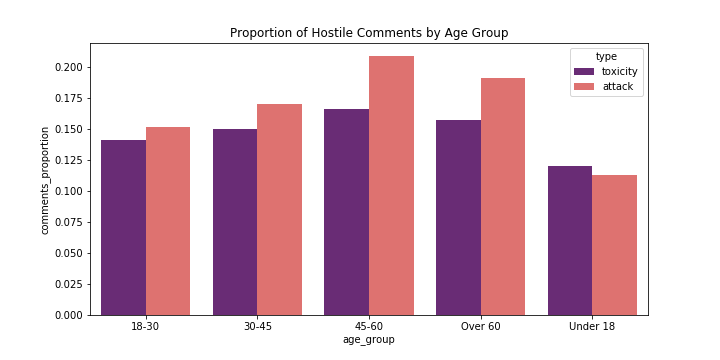 Proportion of Hostile Comments by Age Group
type
toxicity
attack
0.200
0.175
0.150
0.125
0.100
0.075
0.050
0.025
0.000
comments_proportion
18-30
30-45
45-60
Over 60
Under 18
age_group